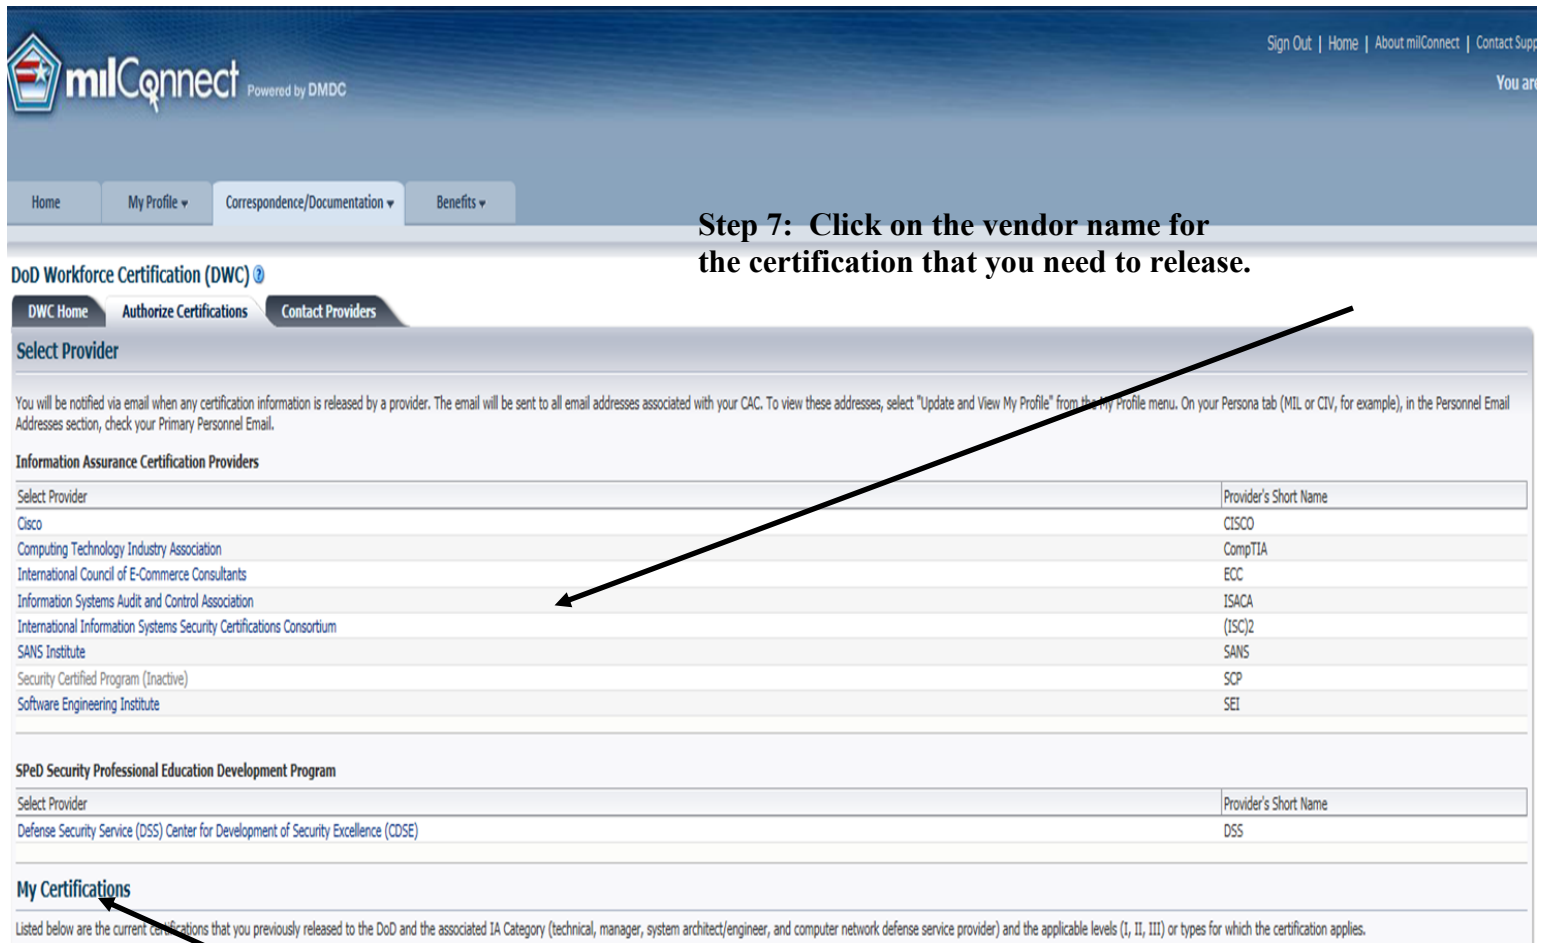 Sign Out | Home | About milConnect | Contact Supp
milConnect Powered by DMDC
You are
Home My Profile Correspondence/Documentation Benefits
Step 7: Click on the vendor name for
the certification that you need to release.
DoD Workforce Certification (DWC) ?
DWC Home Authorize Certifications Contact Providers
Select Provider
You will be notified via email when any certification information is released by a provider. The email will be sent to all email addresses associated with your CAC. To view these addresses, select "Update and View My Profile" from the My Profile menu. On your Persona tab (MIL or CIV, for example), in the Personnel Email
Addresses section, check your Primary Personnel Email.
Information Assurance Certification Providers
Select Provider Provider's Short Name
Cisco CISCO
Computing Technology Industry Association CompTIA
International Council of E-Commerce Consultants ECC
Information Systems Audit and Control Association ISACA
International Information Systems Security Certifications Consortium (ISC)2
SANS Institute SANS
Security Certified Program (Inactive) SCP
Software Engineering Institute SEI
SPeD Security Professional Education Development Program
Select Provider Provider's Short Name
Defense Security Service (DSS) Center for Development of Security Excellence (CDSE) DSS
My Certifications
Listed below are the current certifications that you previously released to the DoD and the associated IA Category (technical, manager, system architect/engineer, and computer network defense service provider) and the applicable levels (I, II, III) or types for which the certification applies.